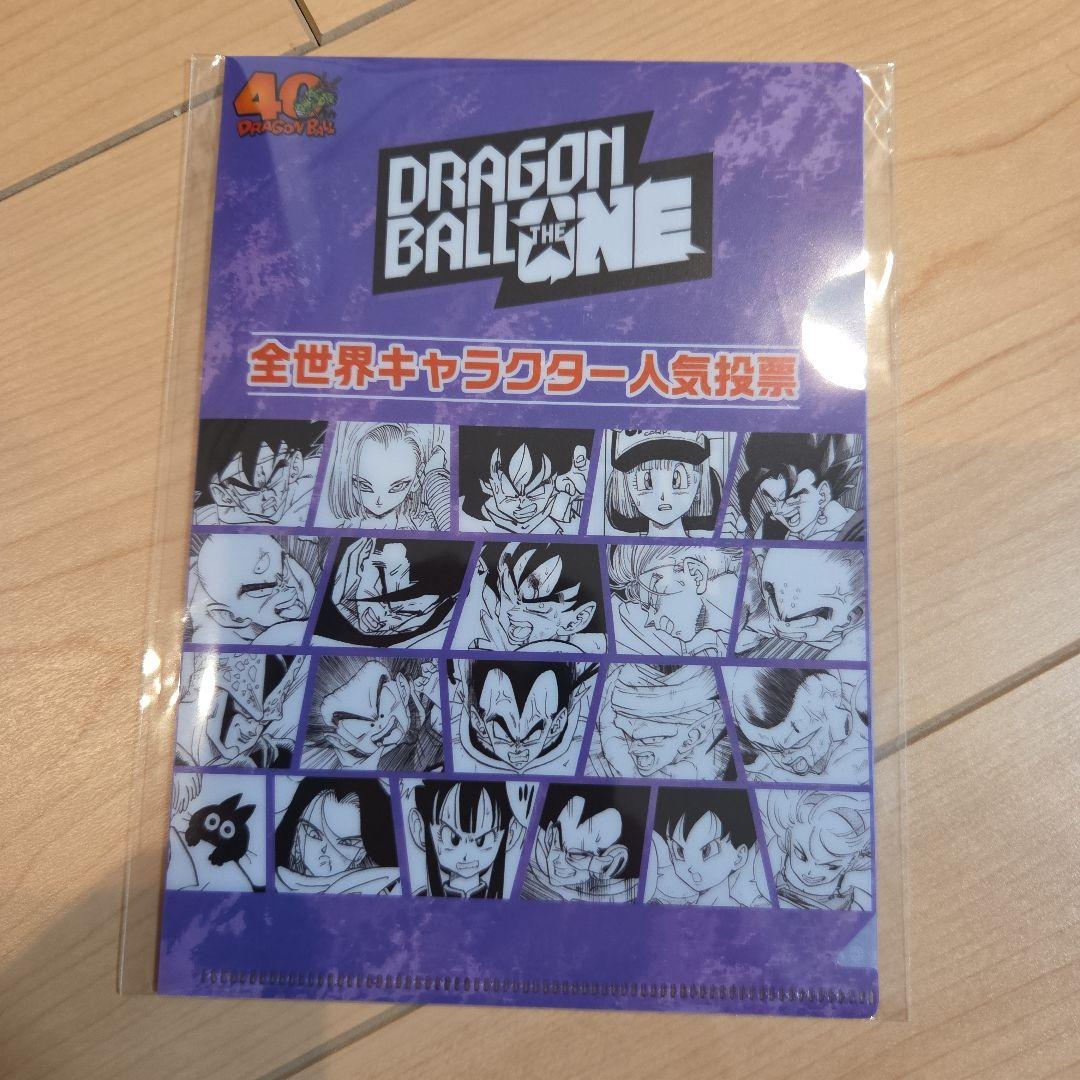 40
DRAGON BALL
DRAGON
BALL THE ONE
全世界キャラクター人気投票
CORP.